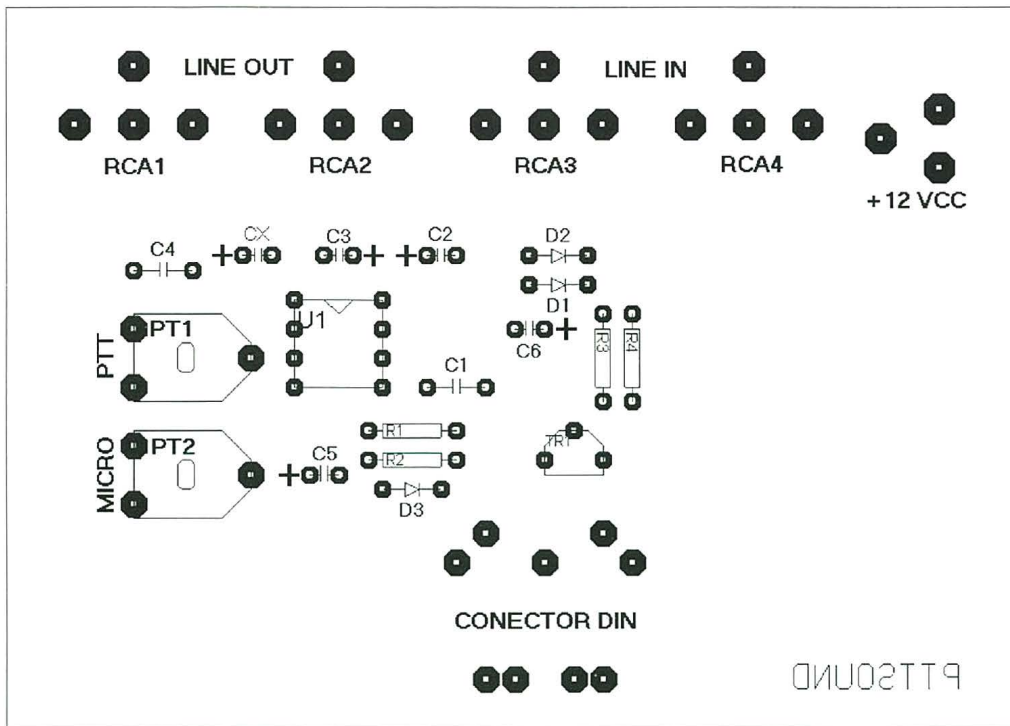 LINE OUT
LINE IN
RCA1
RCA2
RCA3
RCA4
+12 VCC
C4
+
CX
C3
+
+
C2
D2
D1
U1
PTT
PT1
C6
+
R3
R4
C1
MICRO
PT2
+
C5
R1
R2
D3
TR1
CONECTOR DIN
PTTSOUND